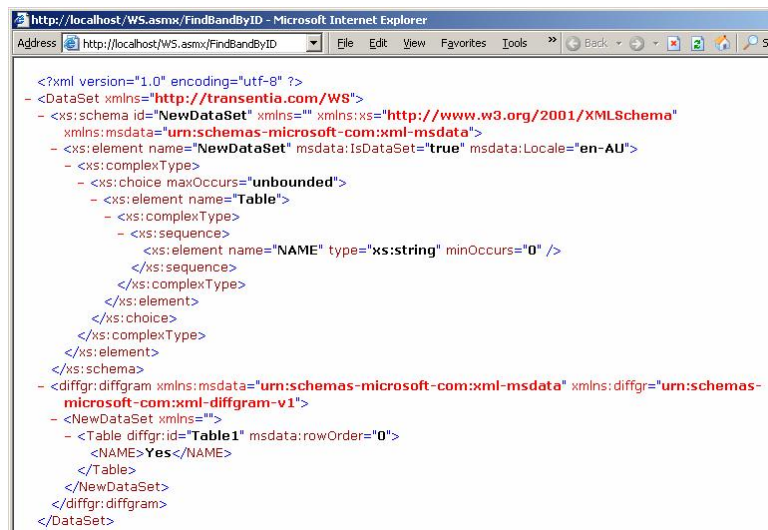 http://localhost/WS.asmx/FindBandByID - Microsoft Internet Explorer
Address http://localhost/WS.asmx/FindBandByID File Edit View Favorites Tools » Back
<?xml version="1.0" encoding="utf-8" ?>
- <DataSet xmlns="http://transentia.com/WS">
- <xs:schema id="NewDataSet" xmlns="" xmlns:xs="http://www.w3.org/2001/XMLSchema"
xmlns:msdata="urn:schemas-microsoft-com:xml-msdata">
- <xs:element name="NewDataSet" msdata:IsDataSet="true" msdata:Locale="en-AU">
- <xs:complexType>
- <xs:choice maxOccurs="unbounded">
- <xs:element name="Table">
- <xs:complexType>
- <xs:sequence>
<xs:element name="NAME" type="xs:string" minOccurs="0" />
</xs:sequence>
</xs:complexType>
</xs:element>
</xs:choice>
</xs:complexType>
</xs:element>
</xs:schema>
- <diffgr:diffgram xmlns:msdata="urn:schemas-microsoft-com:xml-msdata" xmlns:diffgr="urn:schemas-
microsoft-com:xml-diffgram-v1">
- <NewDataSet xmlns="">
- <Table diffgr:id="Table1" msdata:rowOrder="0">
<NAME>Yes</NAME>
</Table>
</NewDataSet>
</diffgr:diffgram>
</DataSet>